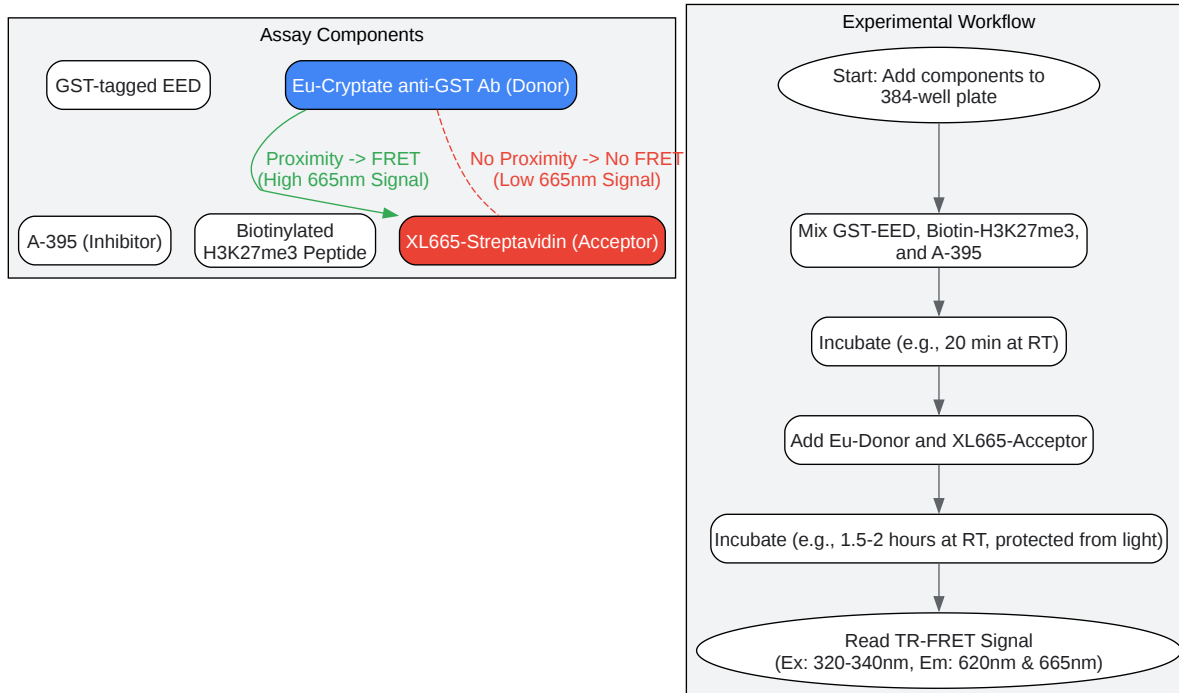 Assay Components
GST-tagged EED
Eu-Cryptate anti-GST Ab (Donor)
Proximity -> FRET
(High 665nm Signal)
No Proximity -> No FRET
(Low 665nm Signal)
A-395 (Inhibitor)
Biotinylated
H3K27me3 Peptide
XL665-Streptavidin (Acceptor)
Experimental Workflow
Start: Add components to
384-well plate
Mix GST-EED, Biotin-H3K27me3,
and A-395
Incubate (e.g., 20 min at RT)
Add Eu-Donor and XL665-Acceptor
Incubate (e.g., 1.5-2 hours at RT, protected from light)
Read TR-FRET Signal
(Ex: 320-340nm, Em: 620nm & 665nm)